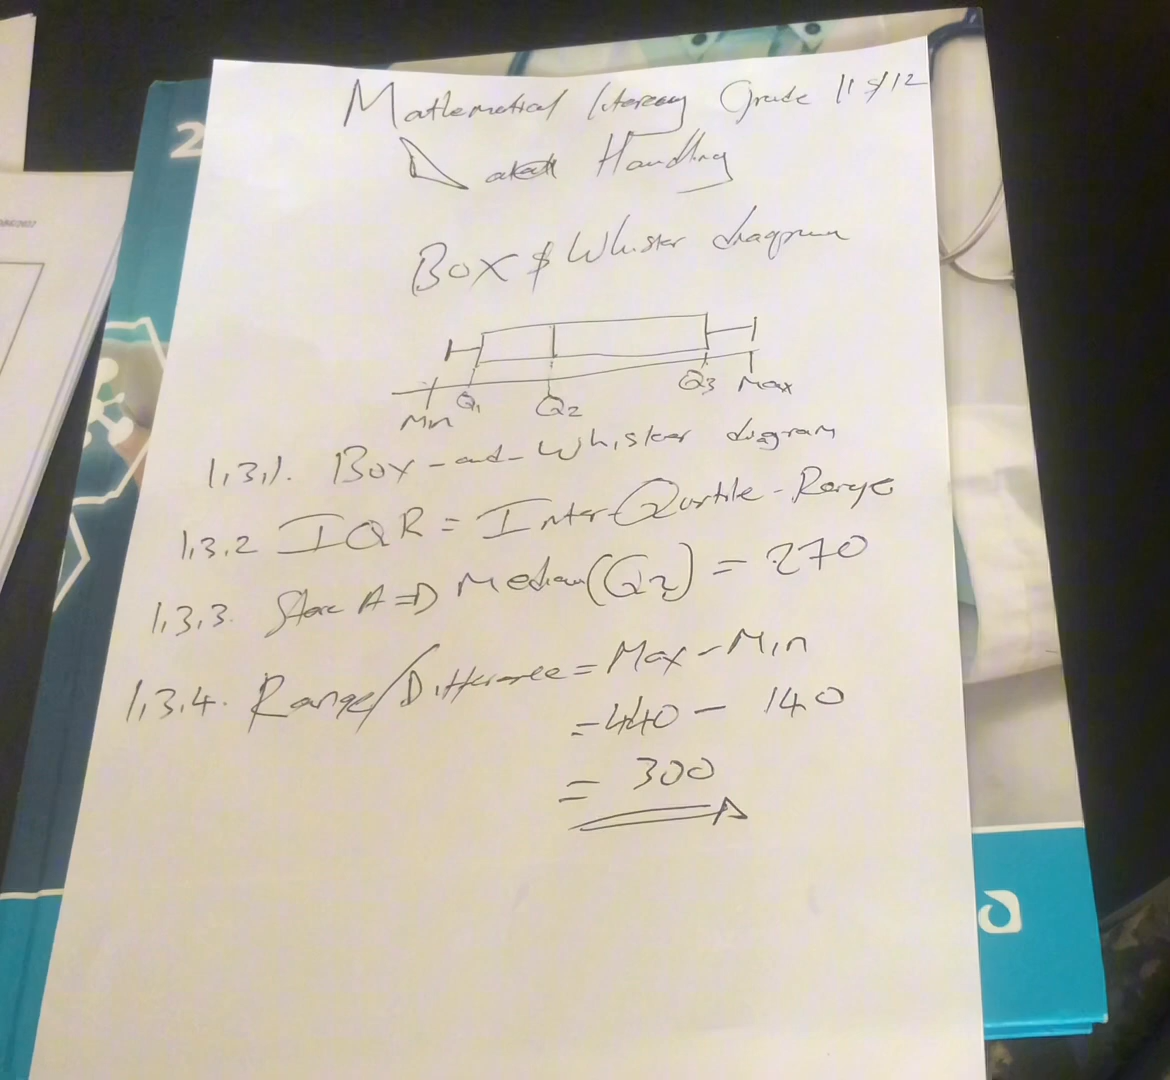 Mathematical literacy Grade 11 & 12
Data Handling
Box & Whisker diagram
Min Q1 Q2 Q3 Max
1.3.1. Box-and-Whisker diagram
1.3.2 IQR = Inter-Quartile-Range
1.3.3. Store A => Median (Q2) = 270
1.3.4. Range/Difference = Max - Min
= 440 - 140
= 300
2